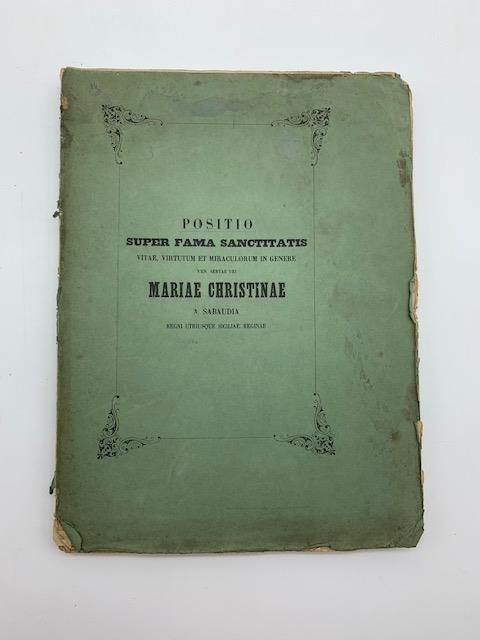 POSITIO
SUPER FAMA SANCTITATIS
VITAE, VIRTUTUM ET MIRACULORUM IN GENERE
VEN SERVAE DEI
MARIAE CHRISTINAE
A SABAUDIA
REGNI UTRIUSQUE SICILIAE REGINAE